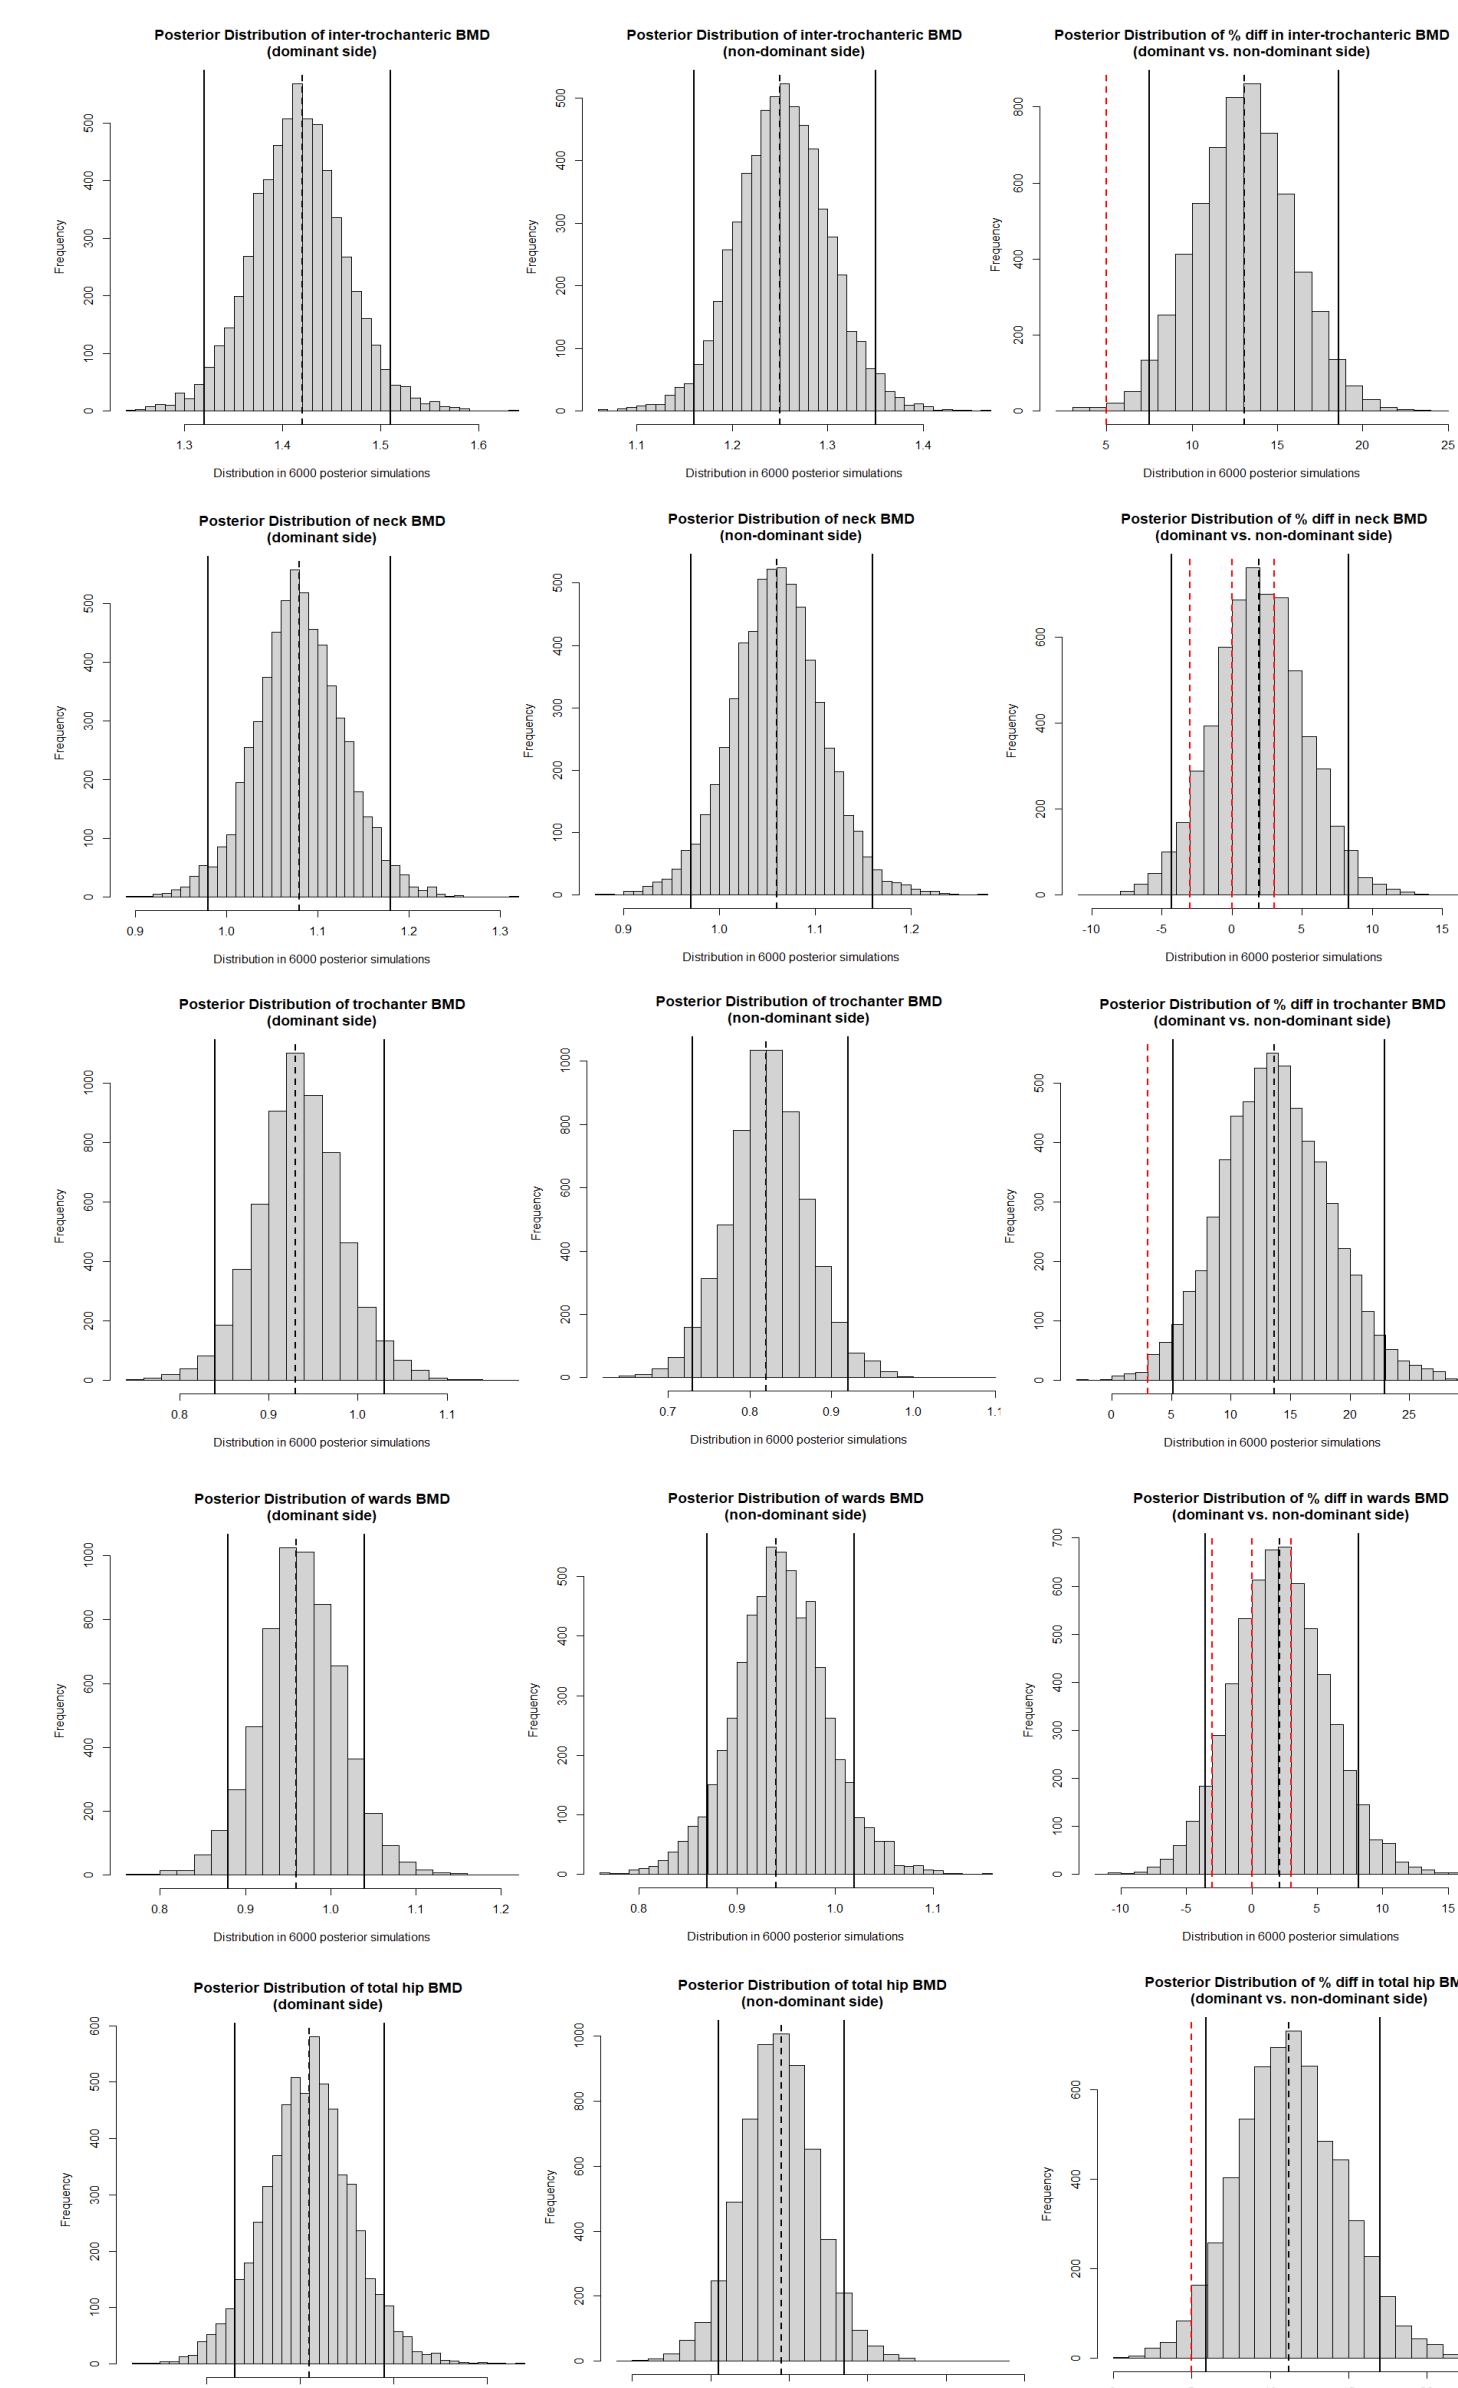 Posterior Distribution of inter-trochanteric BMD
(dominant side)
Frequency
0 100 200 300 400 500
1.3 1.4 1.5 1.6
Distribution in 6000 posterior simulations
Posterior Distribution of inter-trochanteric BMD
(non-dominant side)
Frequency
0 100 200 300 400 500
1.1 1.2 1.3 1.4
Distribution in 6000 posterior simulations
Posterior Distribution of % diff in inter-trochanteric BMD
(dominant vs. non-dominant side)
Frequency
0 200 400 600 800
5 10 15 20 25
Distribution in 6000 posterior simulations
Posterior Distribution of neck BMD
(dominant side)
Frequency
0 100 200 300 400 500
0.9 1.0 1.1 1.2 1.3
Distribution in 6000 posterior simulations
Posterior Distribution of neck BMD
(non-dominant side)
Frequency
0 100 200 300 400 500
0.9 1.0 1.1 1.2
Distribution in 6000 posterior simulations
Posterior Distribution of % diff in neck BMD
(dominant vs. non-dominant side)
Frequency
0 200 400 600
-10 -5 0 5 10 15
Distribution in 6000 posterior simulations
Posterior Distribution of trochanter BMD
(dominant side)
Frequency
0 200 400 600 800 1000
0.8 0.9 1.0 1.1
Distribution in 6000 posterior simulations
Posterior Distribution of trochanter BMD
(non-dominant side)
Frequency
0 200 400 600 800 1000
0.7 0.8 0.9 1.0 1.1
Distribution in 6000 posterior simulations
Posterior Distribution of % diff in trochanter BMD
(dominant vs. non-dominant side)
Frequency
0 100 200 300 400 500
0 5 10 15 20 25
Distribution in 6000 posterior simulations
Posterior Distribution of wards BMD
(dominant side)
Frequency
0 200 400 600 800 1000
0.8 0.9 1.0 1.1 1.2
Distribution in 6000 posterior simulations
Posterior Distribution of wards BMD
(non-dominant side)
Frequency
0 100 200 300 400 500
0.8 0.9 1.0 1.1
Distribution in 6000 posterior simulations
Posterior Distribution of % diff in wards BMD
(dominant vs. non-dominant side)
Frequency
0 100 200 300 400 500 600 700
-10 -5 0 5 10 15
Distribution in 6000 posterior simulations
Posterior Distribution of total hip BMD
(dominant side)
Frequency
0 100 200 300 400 500 600
Posterior Distribution of total hip BMD
(non-dominant side)
Frequency
0 200 400 600 800 1000
Posterior Distribution of % diff in total hip
(dominant vs. non-dominant side)
Frequency
0 200 400 600